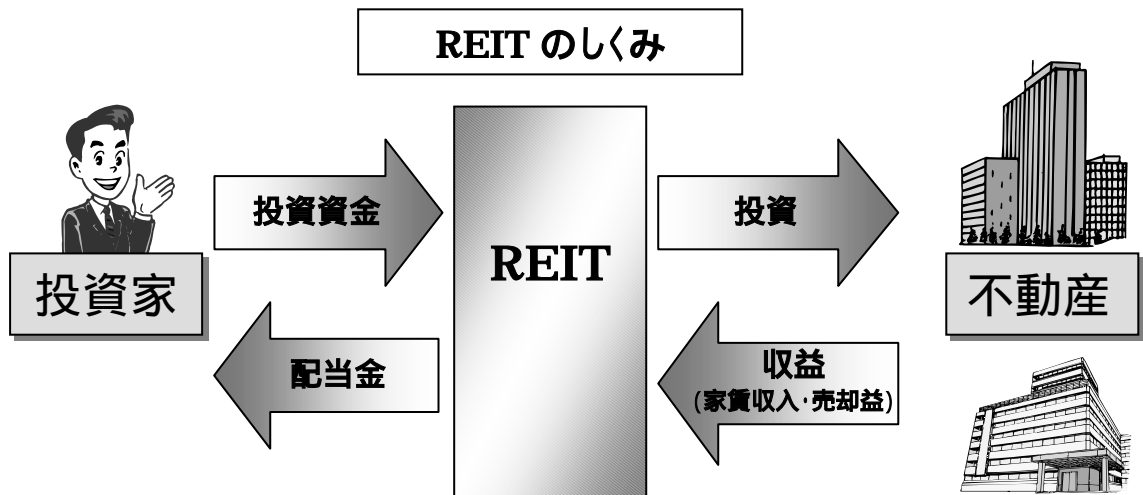 REIT のしくみ
投資資金
投資
REIT
投資家
不動産
配当金
収益
(家賃収入・売却益)